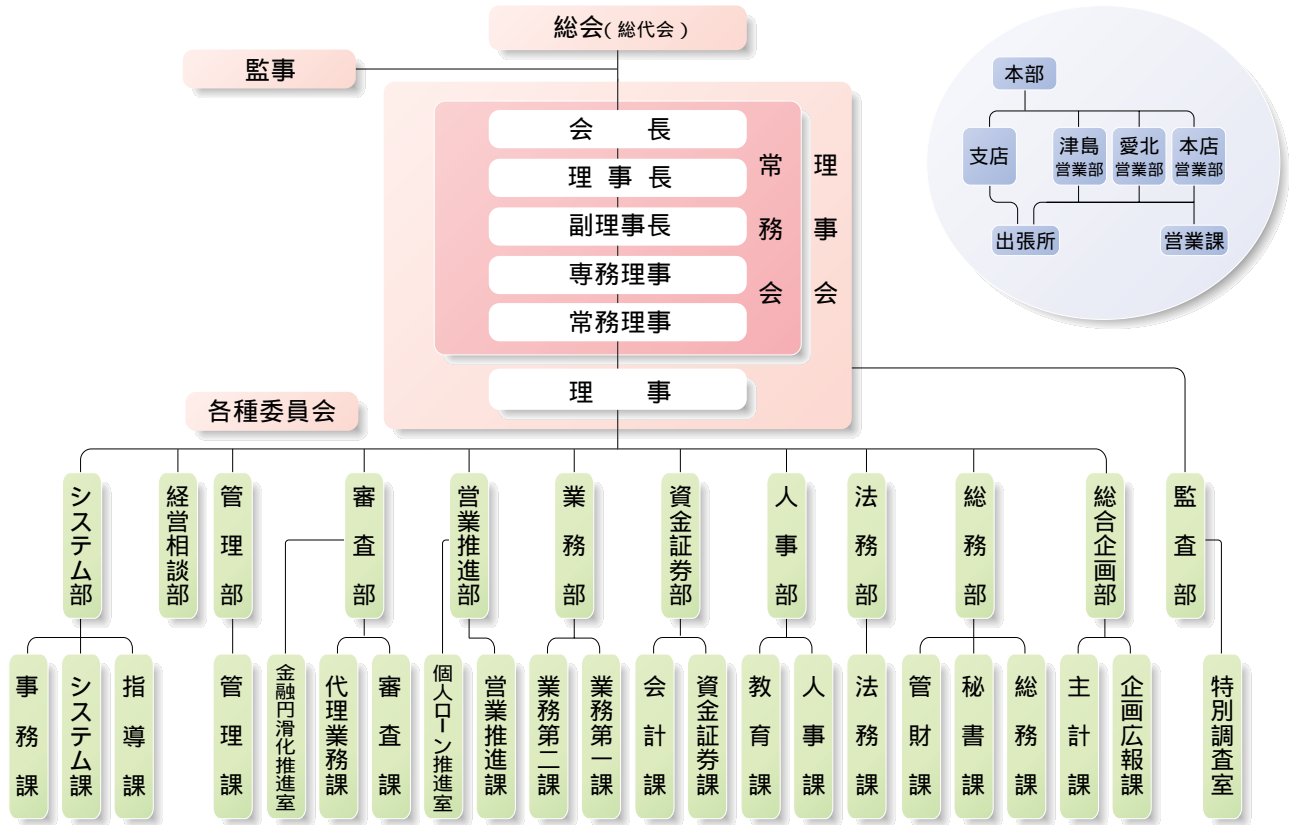 総会(総代会)
監事
会長
理事長
副理事長
専務理事
常務理事
常務会
理事会
理事
各種委員会
本部
支店
津島
営業部
愛北
営業部
本店
営業部
出張所
営業課
システム部
経営相談部
管理部
審査部
営業推進部
業務部
資金証券部
人事部
法務部
総務部
総合企画部
監査部
事務課
システム課
指導課
管理課
金融円滑化推進室
代理業務課
審査課
個人ローン推進室
営業推進課
業務第二課
業務第一課
会計課
資金証券課
教育課
人事課
法務課
管財課
秘書課
総務課
主計課
企画広報課
特別調査室